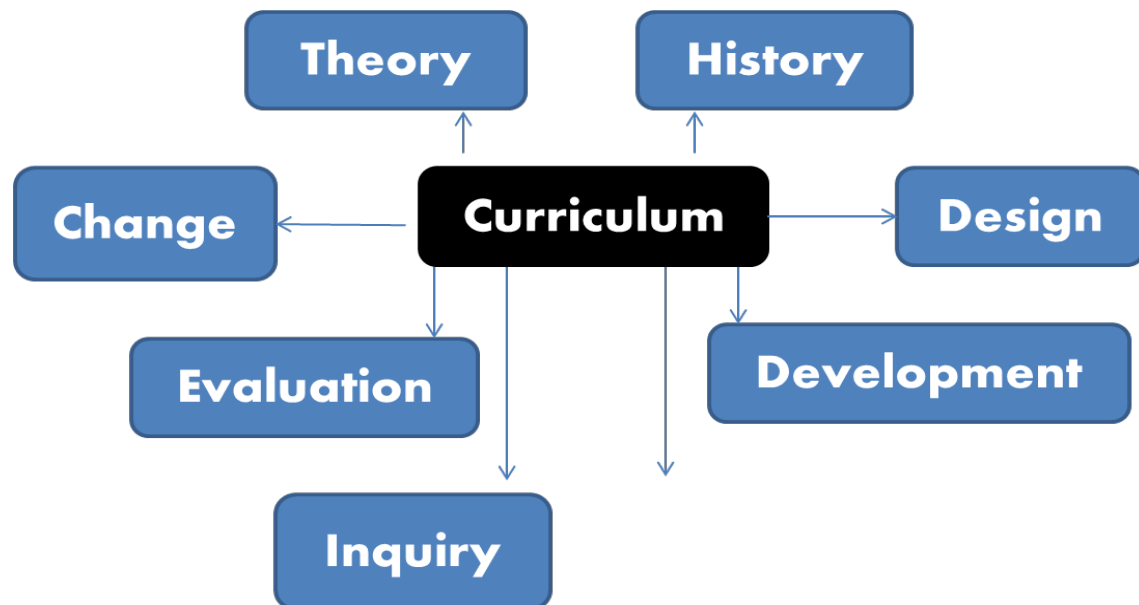 Theory
History
Change
Curriculum
Design
Evaluation
Development
Inquiry